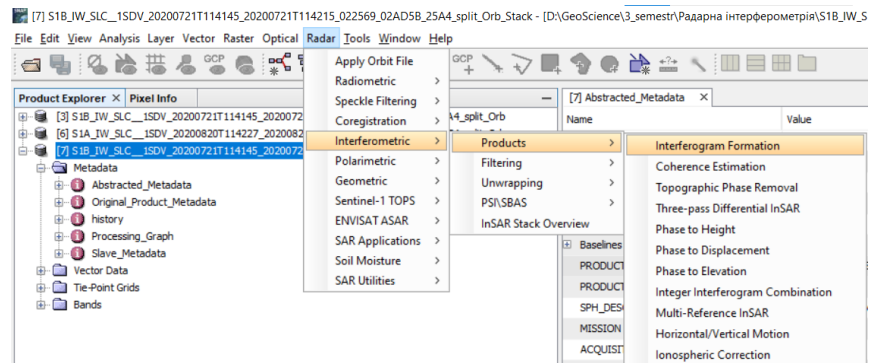 [7] S1B_IW_SLC__1SDV_20200721T114145_20200721T114215_022569_02AD5B_25A4_split_Orb_Stack - [D:\GeoScience\3_semestr\Радарна інтерферометрія\S1B_IW_S
File Edit View Analysis Layer Vector Raster Optical Radar Tools Window Help
GCP GCP
Product Explorer Pixel Info
[3] S1B_IW_SLC__1SDV_20200721T114145_2020072 A4_split_Orb
[6] S1A_IW_SLC__1SDV_20200820T114227_2020082
[7] S1B_IW_SLC__1SDV_20200721T114145_2020072
Metadata
Abstracted_Metadata
Original_Product_Metadata
history
Processing_Graph
Slave_Metadata
Vector Data
Tie-Point Grids
Bands
Apply Orbit File
Radiometric
Speckle Filtering
Coregistration
Interferometric
Polarimetric
Geometric
Sentinel-1 TOPS
ENVISAT ASAR
SAR Applications
Soil Moisture
SAR Utilities
Products
Filtering
Unwrapping
PSI\SBAS
InSAR Stack Overview
[7] Abstracted_Metadata
Name Value
Baselines
PRODUCT
PRODUCT
SPH_DES
MISSION
ACQUISIT
Interferogram Formation
Coherence Estimation
Topographic Phase Removal
Three-pass Differential InSAR
Phase to Height
Phase to Displacement
Phase to Elevation
Integer Interferogram Combination
Multi-Reference InSAR
Horizontal/Vertical Motion
Ionospheric Correction